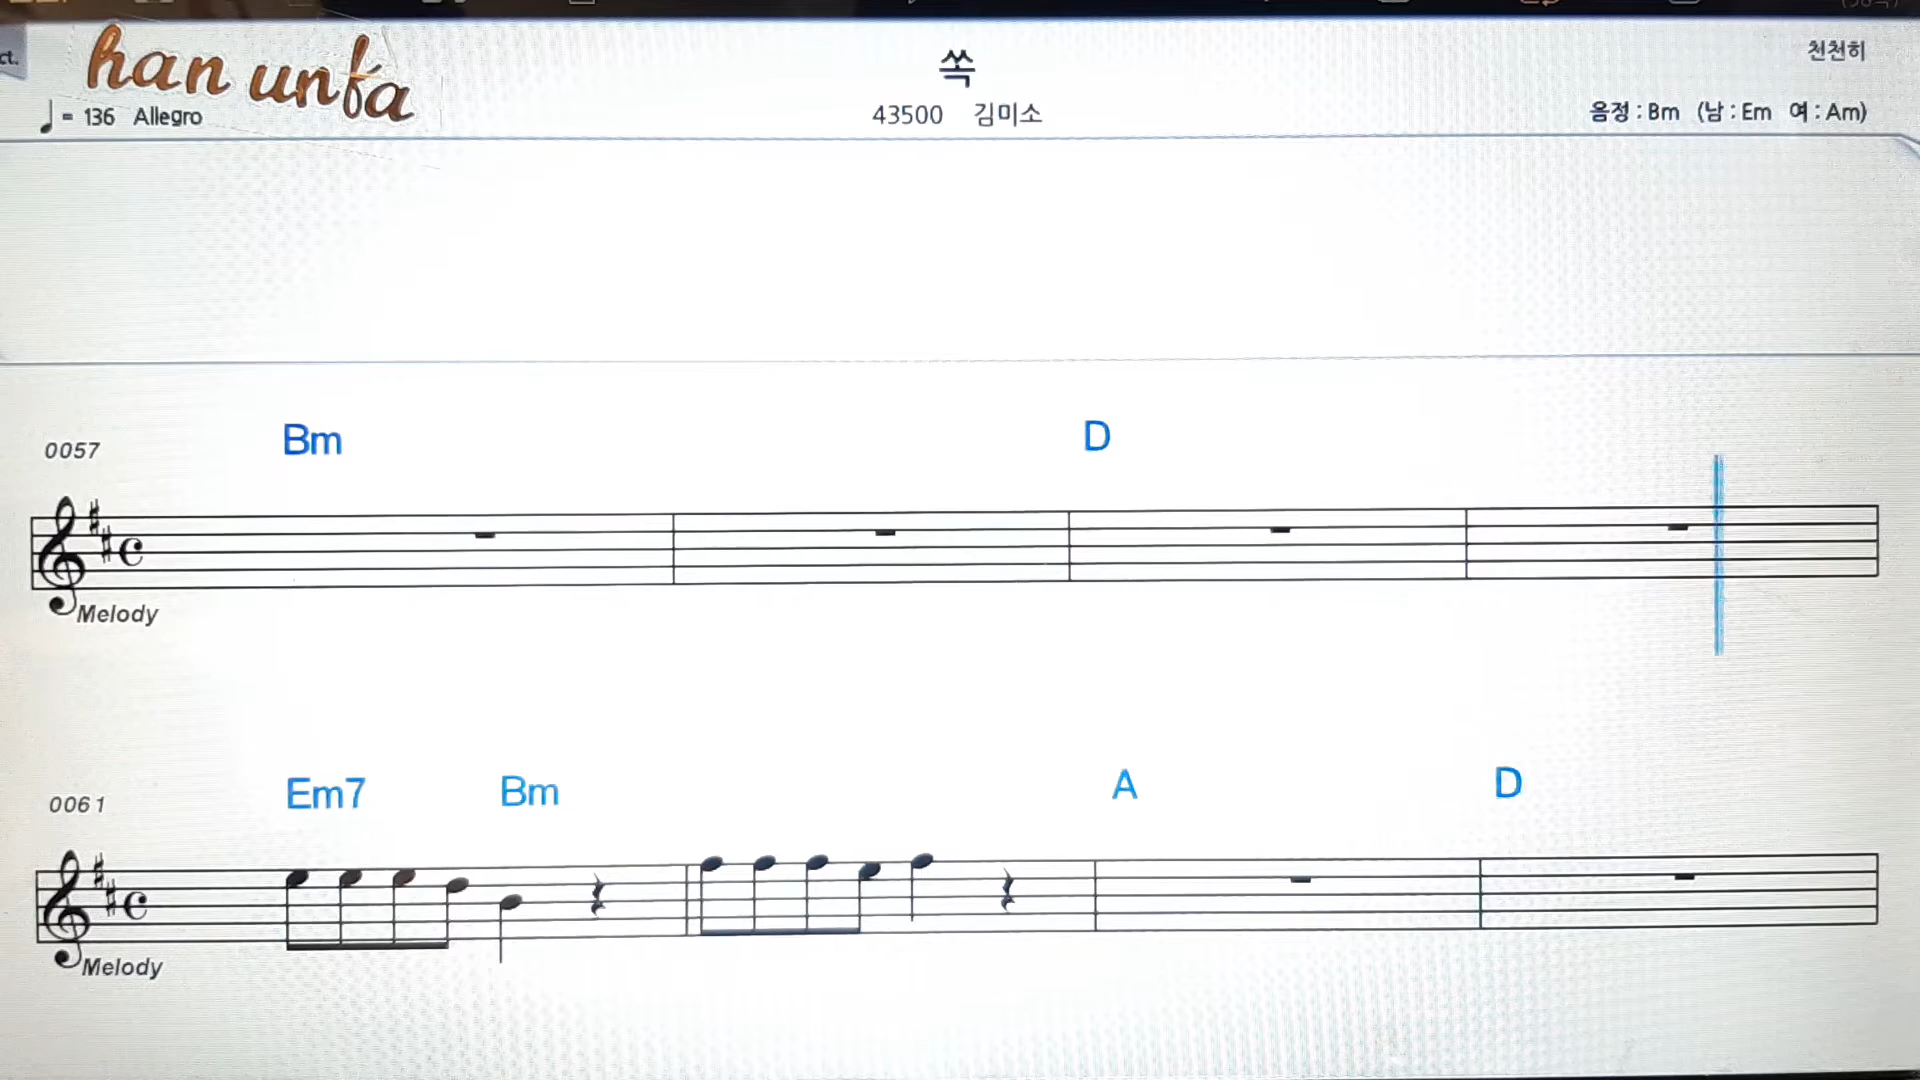 ct.
han unfa
쏙
천천히
♩ = 136 Allegro
43500 김미소
음정 : Bm (남 : Em 여 : Am)
0057
Bm
D
Melody
0061
Em7
Bm
A
D
Melody